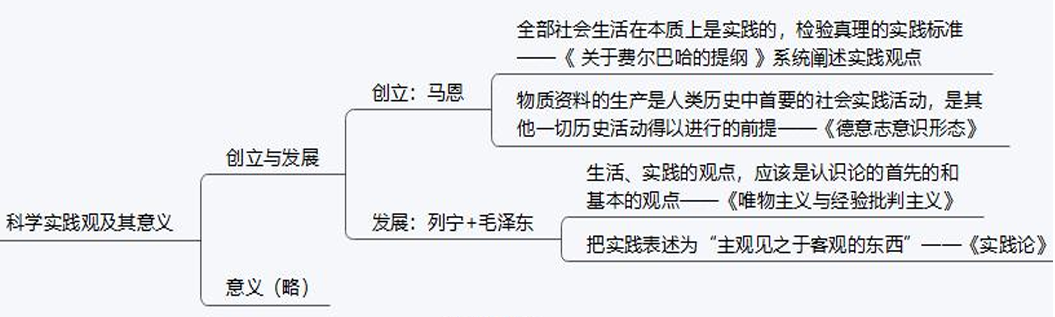 全部社会生活在本质上是实践的，检验真理的实践标准
——《 关于费尔巴哈的提纲 》系统阐述实践观点
创立：马恩
物质资料的生产是人类历史中首要的社会实践活动，是其
他一切历史活动得以进行的前提——《德意志意识形态》
创立与发展
生活、实践的观点，应该是认识论的首先的和
基本的观点——《唯物主义与经验批判主义》
科学实践观及其意义
发展：列宁+毛泽东
把实践表述为“主观见之于客观的东西”——《实践论》
意义（略）